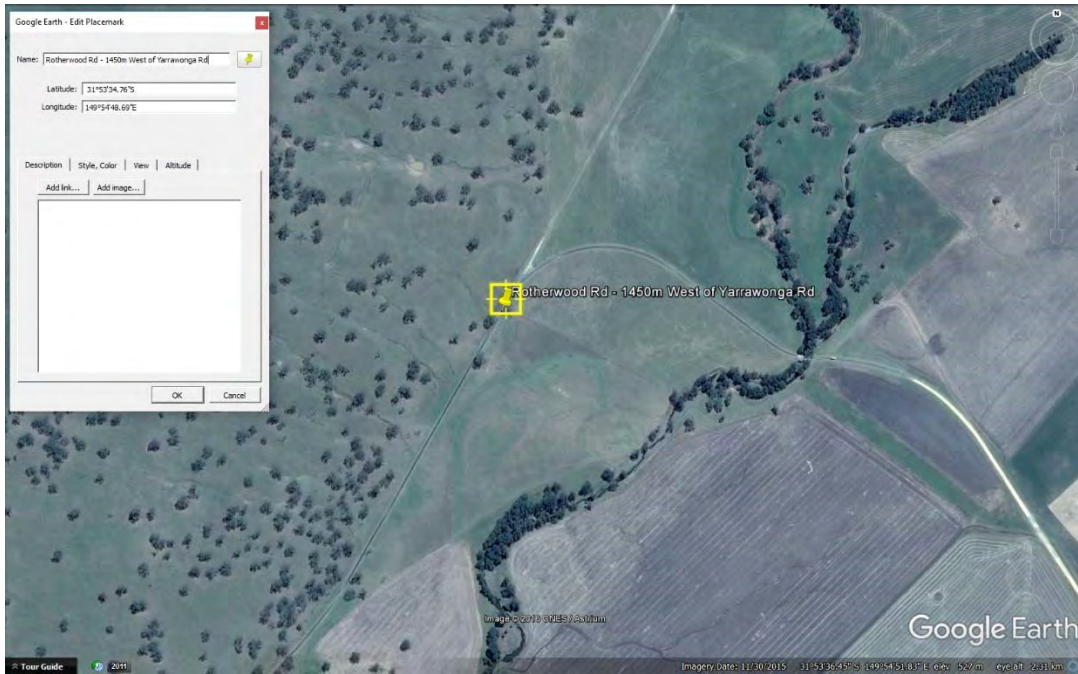 Google Earth - Edit Placemark
x
Name: Rotherwood Rd - 1450m West of Yarrawonga Rd
Latitude: 31°53'34.76"S
Longitude: 149°54'48.69"E
Description Style, Color View Altitude
Add link... Add image...
OK Cancel
N
Rotherwood Rd - 1450m West of Yarrawonga Rd
Image © 2019 CNES / Astrium
Google Earth
Tour Guide 2011
Imagery Date: 11/30/2015 31°53'36.45" S 149°54'51.83" E elev 527 m eye alt 2.31 km